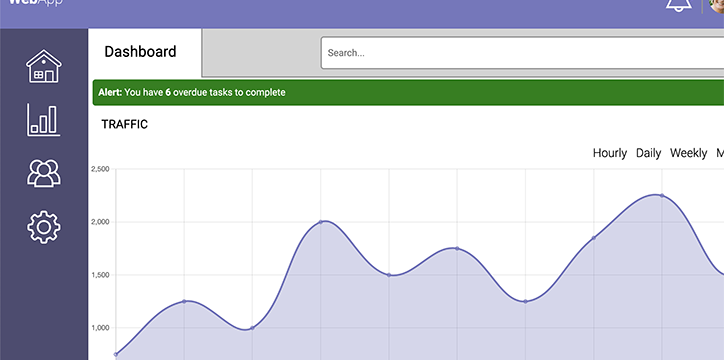 WebApp
Dashboard
Search...
Alert: You have 6 overdue tasks to complete
TRAFFIC
Hourly Daily Weekly M
2,500
2,000
1,500
1,000